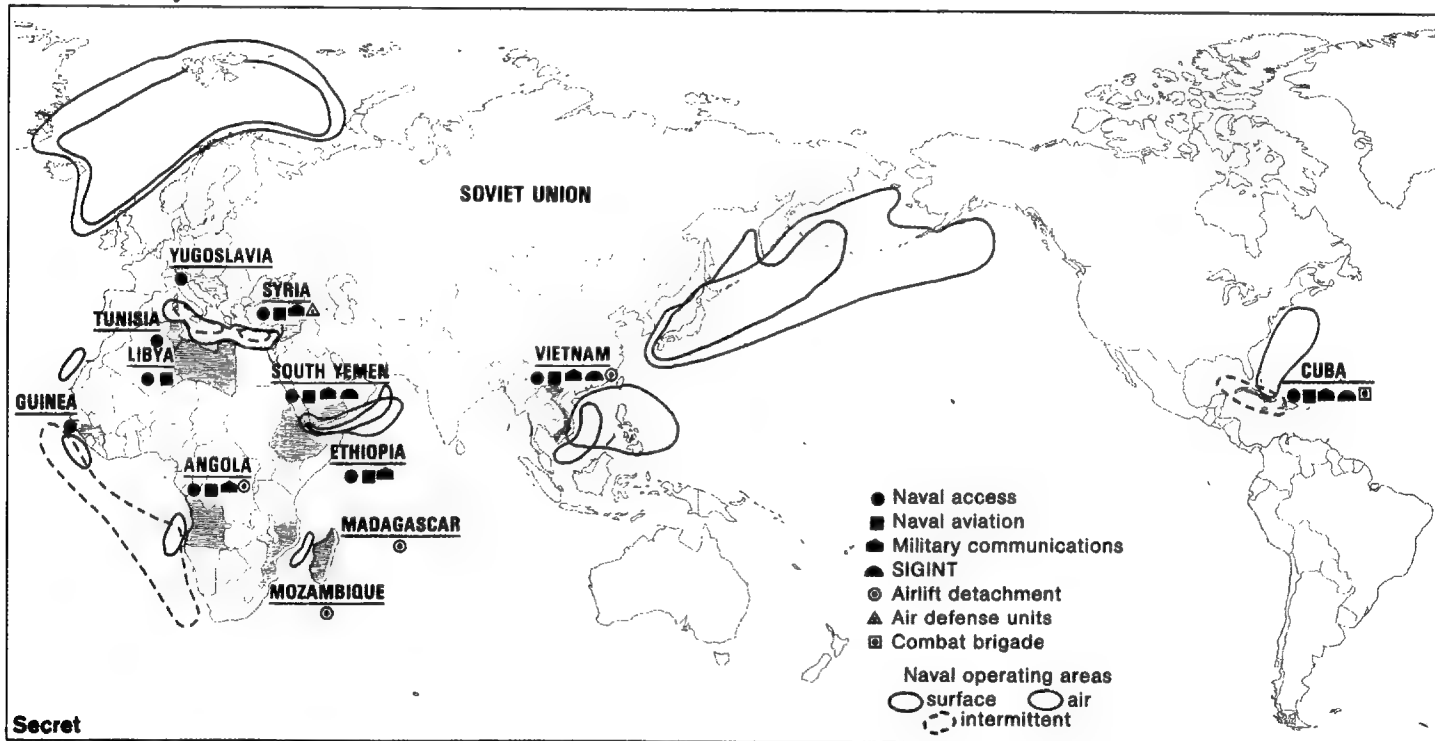 SOVIET UNION
YUGOSLAVIA
SYRIA
TUNISIA
LIBYA
SOUTH YEMEN
VIETNAM
CUBA
GUINEA
ETHIOPIA
ANGOLA
MADAGASCAR
MOZAMBIQUE
Naval access
Naval aviation
Military communications
SIGINT
Airlift detachment
Air defense units
Combat brigade
Naval operating areas
surface air
intermittent
Secret